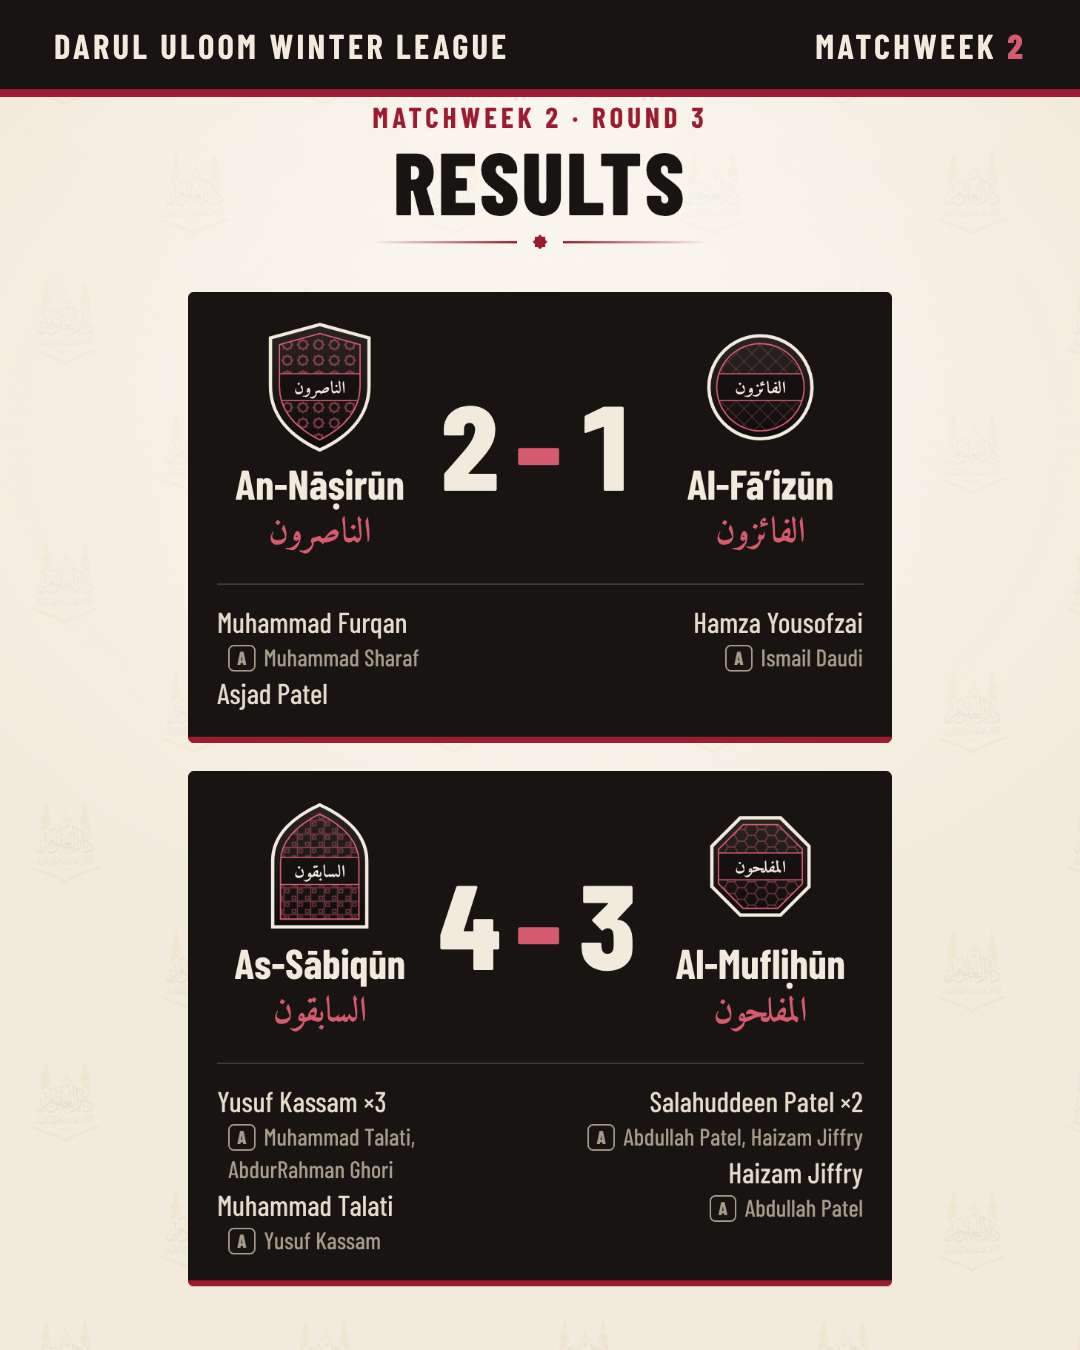 DARUL ULOOM WINTER LEAGUE
MATCHWEEK 2
MATCHWEEK 2 · ROUND 3
RESULTS
الناصرون
الفائزون
2 – 1
An-Nāṣirūn
Al-Fā’izūn
الناصرون
الفائزون
Muhammad Furqan
A Muhammad Sharaf
Asjad Patel
Hamza Yousofzai
A Ismail Daudi
السابقون
المفلحون
4 – 3
As-Sābiqūn
Al-Mufliḥūn
السابقون
المفلحون
Yusuf Kassam ×3
A Muhammad Talati,
AbdurRahman Ghori
Muhammad Talati
A Yusuf Kassam
Salahuddeen Patel ×2
A Abdullah Patel, Haizam Jiffry
Haizam Jiffry
A Abdullah Patel